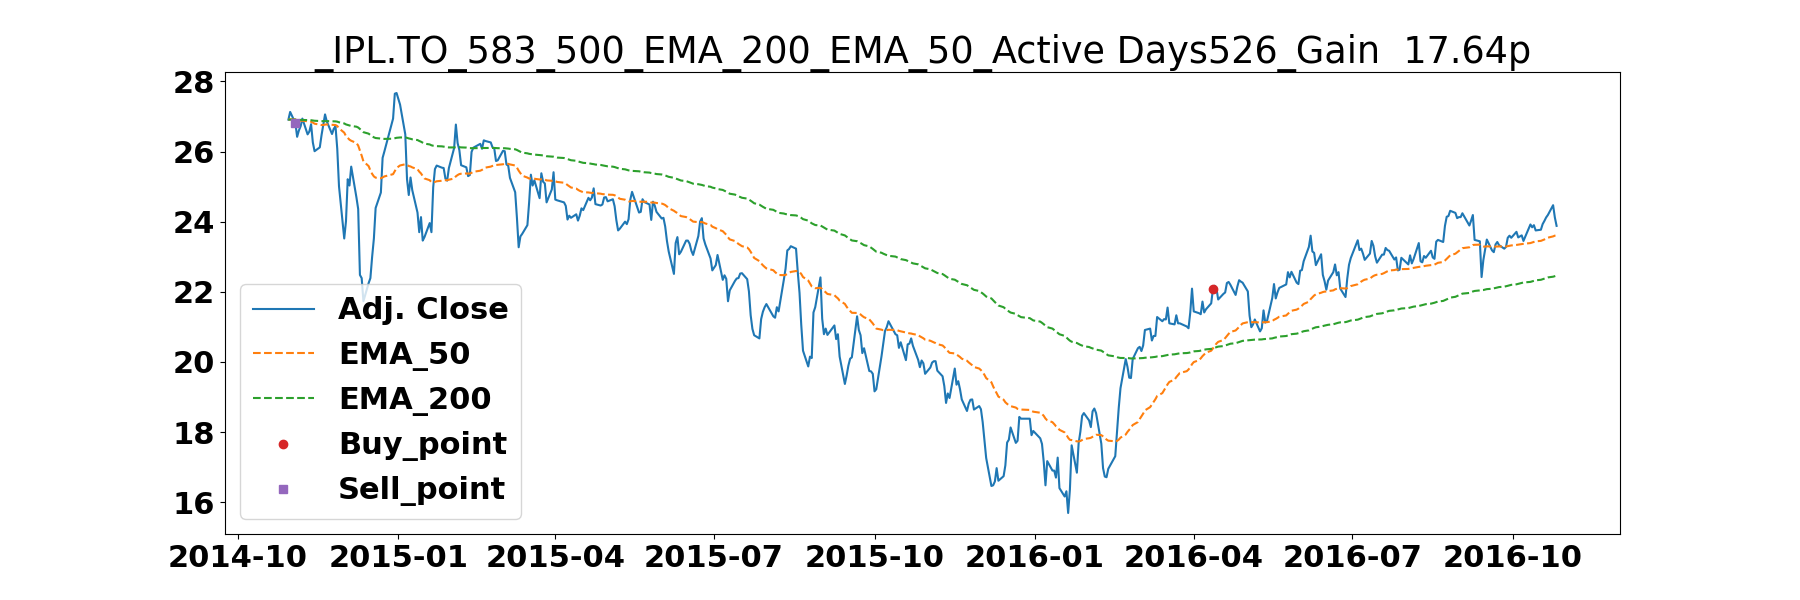 _IPL.TO_583_500_EMA_200_EMA_50_Active Days526_Gain  17.64p
28
26
24
22
20
18
16
Adj. Close
EMA_50
EMA_200
Buy_point
Sell_point
2014-10 2015-01 2015-04 2015-07 2015-10 2016-01 2016-04 2016-07 2016-10